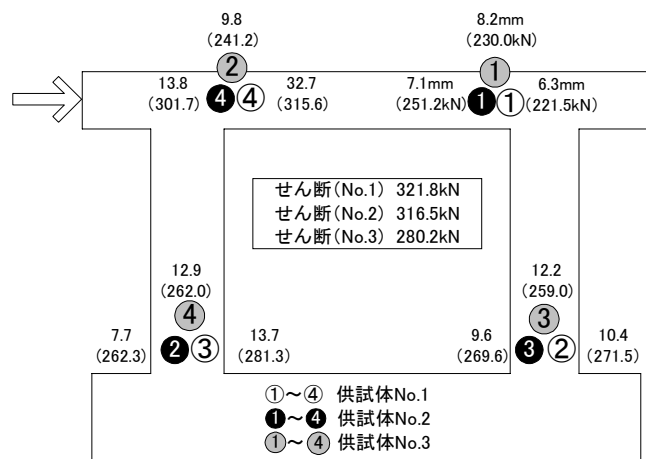 9.8
(241.2)
8.2mm
(230.0kN)
②
①
13.8
(301.7)
❹④
32.7
(315.6)
7.1mm
(251.2kN)
❶①
6.3mm
(221.5kN)
せん断(No.1) 321.8kN
せん断(No.2) 316.5kN
せん断(No.3) 280.2kN
12.9
(262.0)
④
12.2
(259.0)
③
7.7
(262.3)
❷③
13.7
(281.3)
9.6
(269.6)
❸②
10.4
(271.5)
①～④ 供試体No.1
❶～❹ 供試体No.2
①～④ 供試体No.3